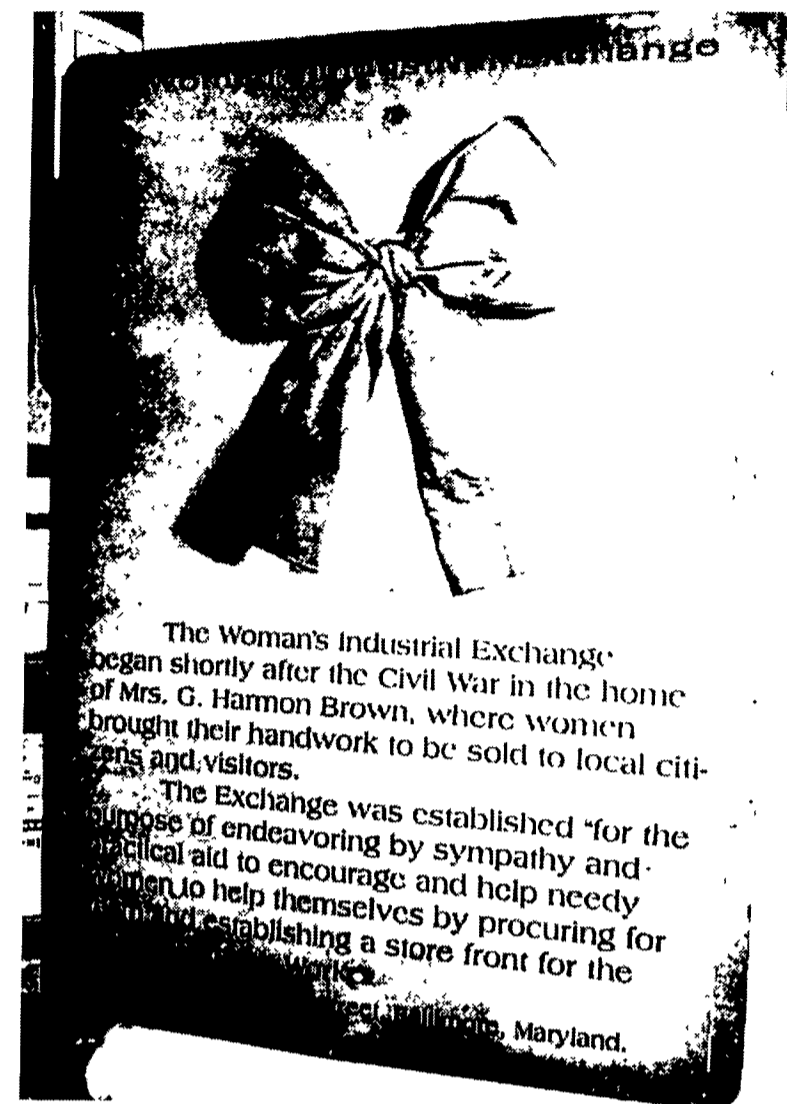 Exchange
The Woman's Industrial Exchange
began shortly after the Civil War in the home
of Mrs. G. Harmon Brown, where women
brought their handwork to be sold to local citi-
zens and visitors.
The Exchange was established "for the
purpose of endeavoring by sympathy and
practical aid to encourage and help needy
women to help themselves by procuring for
and establishing a store front for the
Maryland.